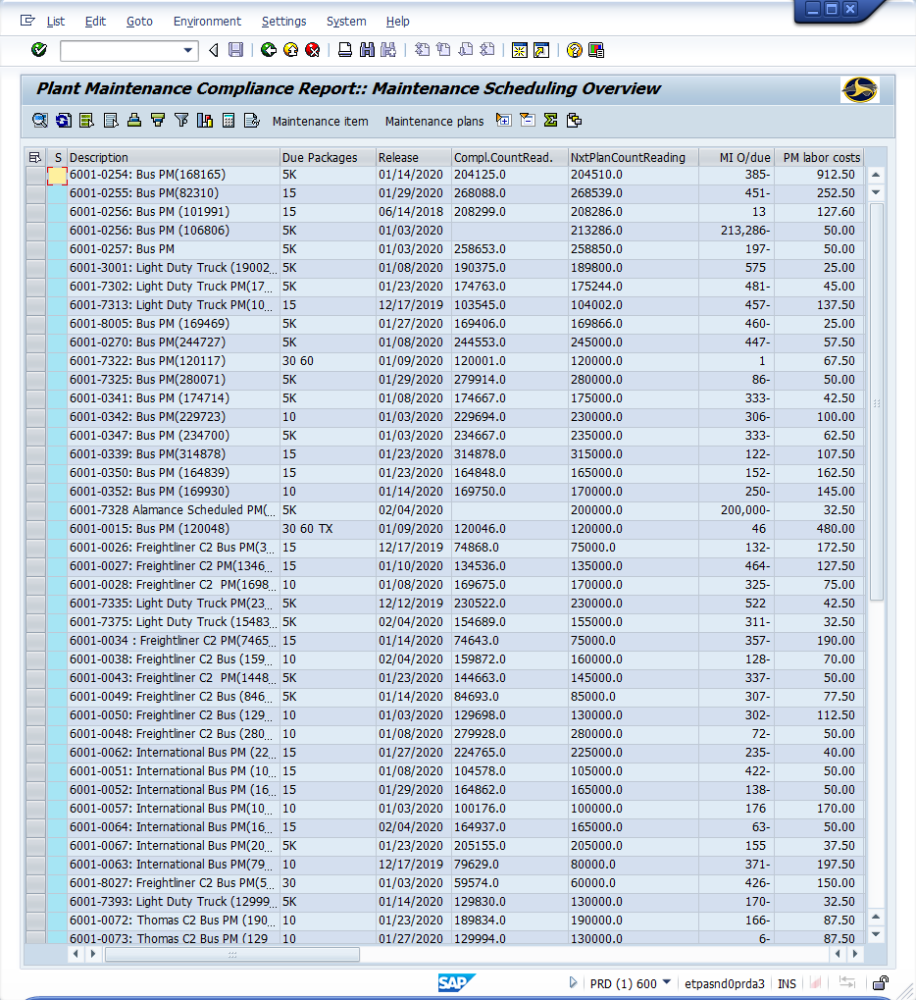 List Edit Goto Environment Settings System Help
Plant Maintenance Compliance Report:: Maintenance Scheduling Overview
Maintenance item Maintenance plans
S Description Due Packages Release Compl.CountRead. NxtPlanCountReading MI O/due PM labor costs
6001-0254: Bus PM(168165) 5K 01/14/2020 204125.0 204510.0 385- 912.50
6001-0255: Bus PM(82310) 15 01/29/2020 268088.0 268539.0 451- 252.50
6001-0256: Bus PM (101991) 15 06/14/2018 208299.0 208286.0 13 127.60
6001-0256: Bus PM (106806) 5K 01/03/2020 213286.0 213,286- 50.00
6001-0257: Bus PM 5K 01/03/2020 258653.0 258850.0 197- 50.00
6001-3001: Light Duty Truck (19002... 5K 01/08/2020 190375.0 189800.0 575 25.00
6001-7302: Light Duty Truck PM(17... 5K 01/23/2020 174763.0 175244.0 481- 45.00
6001-7313: Light Duty Truck PM(10... 15 12/17/2019 103545.0 104002.0 457- 137.50
6001-8005: Bus PM (169469) 5K 01/27/2020 169406.0 169866.0 460- 25.00
6001-0270: Bus PM(244727) 5K 01/08/2020 244553.0 245000.0 447- 57.50
6001-7322: Bus PM(120117) 30 60 01/09/2020 120001.0 120000.0 1 67.50
6001-7325: Bus PM(280071) 5K 01/29/2020 279914.0 280000.0 86- 50.00
6001-0341: Bus PM (174714) 5K 01/08/2020 174667.0 175000.0 333- 42.50
6001-0342: Bus PM(229723) 10 01/03/2020 229694.0 230000.0 306- 100.00
6001-0347: Bus PM (234700) 5K 01/03/2020 234667.0 235000.0 333- 62.50
6001-0339: Bus PM(314878) 15 01/23/2020 314878.0 315000.0 122- 107.50
6001-0350: Bus PM (164839) 15 01/23/2020 164848.0 165000.0 152- 162.50
6001-0352: Bus PM (169930) 10 01/14/2020 169750.0 170000.0 250- 145.00
6001-7328 Alamance Scheduled PM(... 5K 02/04/2020 200000.0 200,000- 32.50
6001-0015: Bus PM (120048) 30 60 TX 01/09/2020 120046.0 120000.0 46 480.00
6001-0026: Freightliner C2 Bus PM(3... 15 12/17/2019 74868.0 75000.0 132- 172.50
6001-0027: Freightliner C2 PM(1346... 15 01/10/2020 134536.0 135000.0 464- 127.50
6001-0028: Freightliner C2 PM(1698... 10 01/08/2020 169675.0 170000.0 325- 75.00
6001-7335: Light Duty Truck PM(23... 5K 12/12/2019 230522.0 230000.0 522 42.50
6001-7375: Light Duty Truck (15483... 5K 02/04/2020 154689.0 155000.0 311- 32.50
6001-0034 : Freightliner C2 PM(7465... 15 01/14/2020 74643.0 75000.0 357- 190.00
6001-0038: Freightliner C2 Bus (159... 10 02/04/2020 159872.0 160000.0 128- 70.00
6001-0043: Freightliner C2 PM(1448... 5K 01/23/2020 144663.0 145000.0 337- 50.00
6001-0049: Freightliner C2 Bus (846... 5K 01/14/2020 84693.0 85000.0 307- 77.50
6001-0050: Freightliner C2 Bus (129... 10 01/03/2020 129698.0 130000.0 302- 112.50
6001-0048: Freightliner C2 Bus (280... 10 01/08/2020 279928.0 280000.0 72- 50.00
6001-0062: International Bus PM (22... 15 01/27/2020 224765.0 225000.0 235- 40.00
6001-0051: International Bus PM (10... 15 01/08/2020 104578.0 105000.0 422- 50.00
6001-0052: International Bus PM (16... 15 01/29/2020 164862.0 165000.0 138- 50.00
6001-0057: International Bus PM(10... 10 01/03/2020 100176.0 100000.0 176 170.00
6001-0064: International Bus PM(16... 15 02/04/2020 164937.0 165000.0 63- 50.00
6001-0067: International Bus PM(20... 5K 01/23/2020 205155.0 205000.0 155 37.50
6001-0063: International Bus PM(79... 10 12/17/2019 79629.0 80000.0 371- 197.50
6001-8027: Freightliner C2 Bus PM(5... 30 01/03/2020 59574.0 60000.0 426- 150.00
6001-7393: Light Duty Truck (12999... 5K 01/14/2020 129830.0 130000.0 170- 32.50
6001-0072: Thomas C2 Bus PM (190... 10 01/23/2020 189834.0 190000.0 166- 87.50
6001-0073: Thomas C2 Bus PM (129 10 01/27/2020 129994.0 130000.0 6- 87.50
SAP PRD (1) 600 etpasnd0prda3 INS